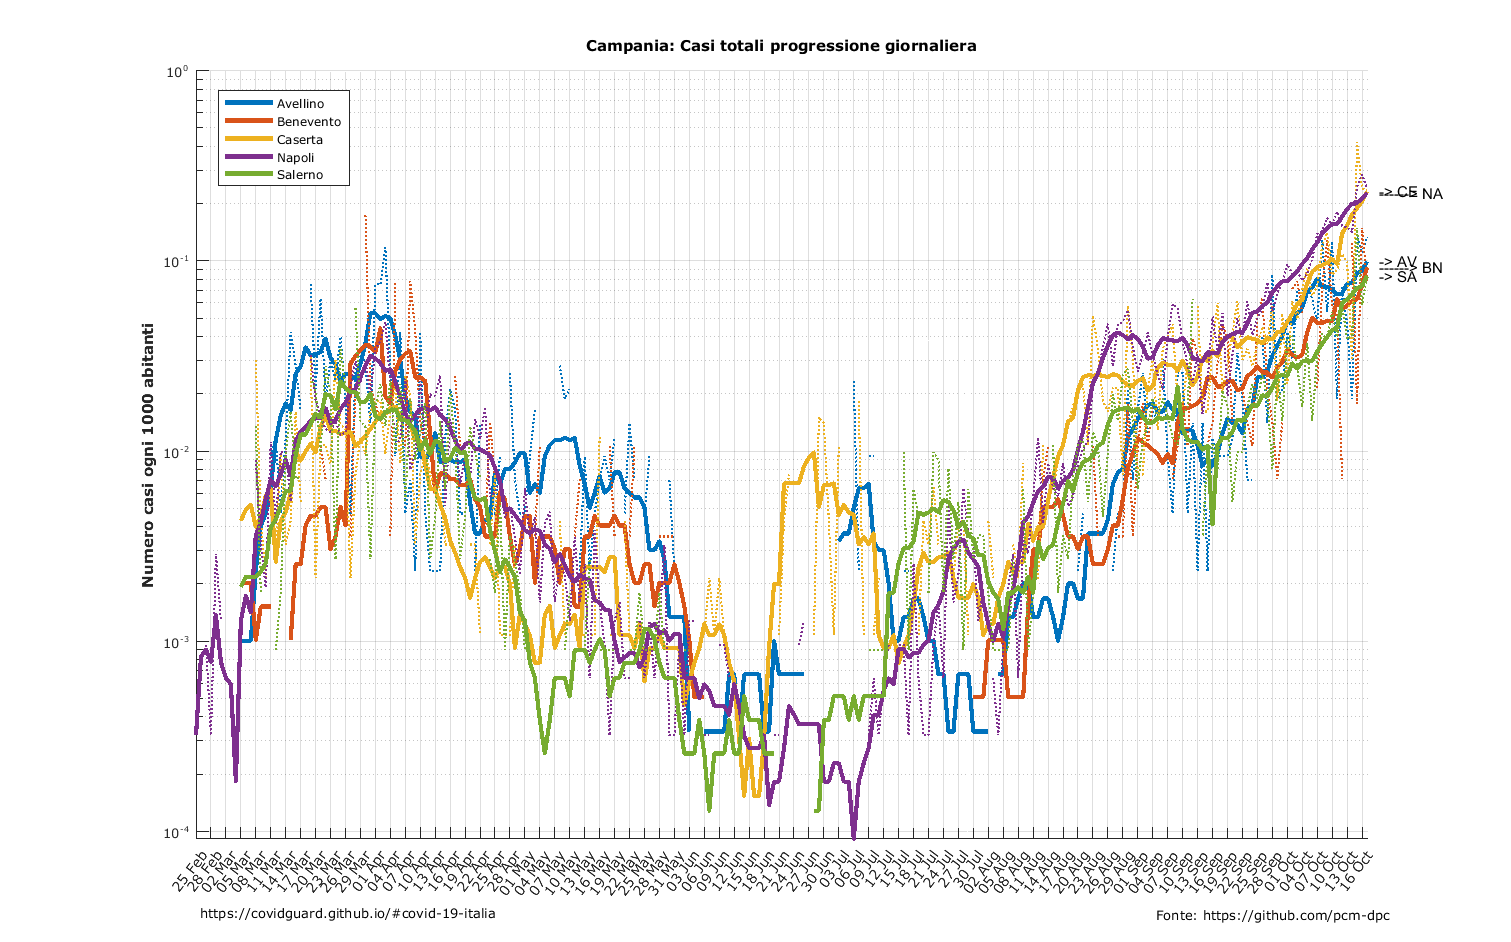 Campania: Casi totali progressione giornaliera
10⁰
10⁻¹
10⁻²
10⁻³
10⁻⁴
Numero casi ogni 1000 abitanti
Avellino
Benevento
Caserta
Napoli
Salerno
-> CE
-------> NA
-> AV
-------> BN
-> SA
25 Feb
28 Feb
02 Mar
05 Mar
08 Mar
11 Mar
14 Mar
17 Mar
20 Mar
23 Mar
26 Mar
29 Mar
01 Apr
04 Apr
07 Apr
10 Apr
13 Apr
16 Apr
19 Apr
22 Apr
25 Apr
28 Apr
01 May
04 May
07 May
10 May
13 May
16 May
19 May
22 May
25 May
28 May
31 May
03 Jun
06 Jun
09 Jun
12 Jun
15 Jun
18 Jun
21 Jun
24 Jun
27 Jun
30 Jun
03 Jul
06 Jul
09 Jul
12 Jul
15 Jul
18 Jul
21 Jul
24 Jul
27 Jul
30 Jul
02 Aug
05 Aug
08 Aug
11 Aug
14 Aug
17 Aug
20 Aug
23 Aug
26 Aug
29 Aug
01 Sep
04 Sep
07 Sep
10 Sep
13 Sep
16 Sep
19 Sep
22 Sep
25 Sep
28 Sep
01 Oct
04 Oct
07 Oct
10 Oct
13 Oct
16 Oct
https://covidguard.github.io/#covid-19-italia
Fonte: https://github.com/pcm-dpc